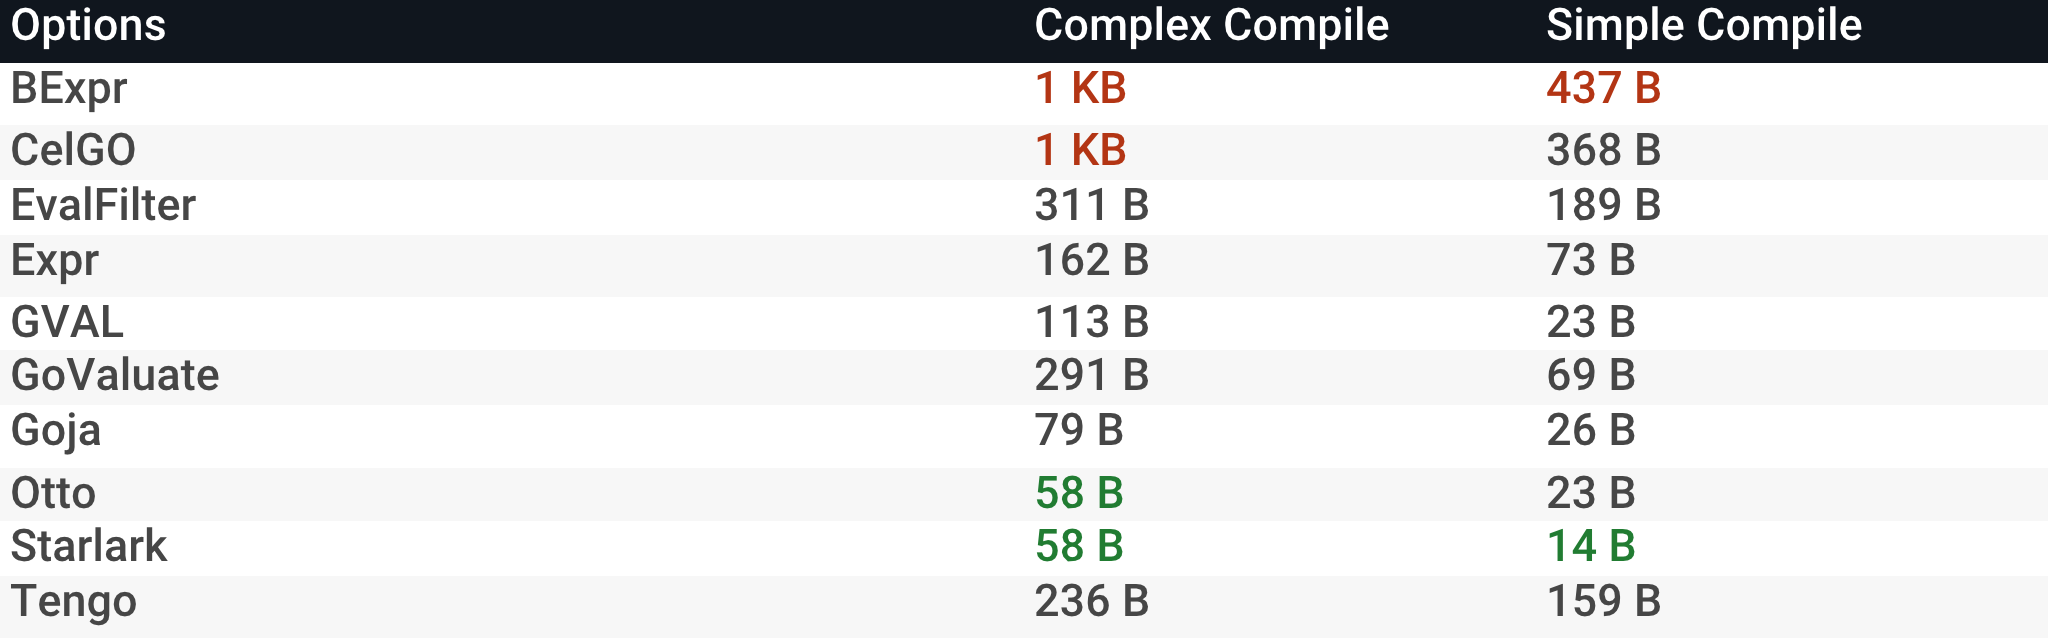 Options Complex Compile Simple Compile
BExpr 1 KB 437 B
CelGO 1 KB 368 B
EvalFilter 311 B 189 B
Expr 162 B 73 B
GVAL 113 B 23 B
GoValuate 291 B 69 B
Goja 79 B 26 B
Otto 58 B 23 B
Starlark 58 B 14 B
Tengo 236 B 159 B